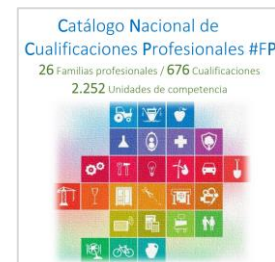 Catálogo Nacional de
Cualificaciones Profesionales #FP
26 Familias profesionales / 676 Cualificaciones
2.252 Unidades de competencia